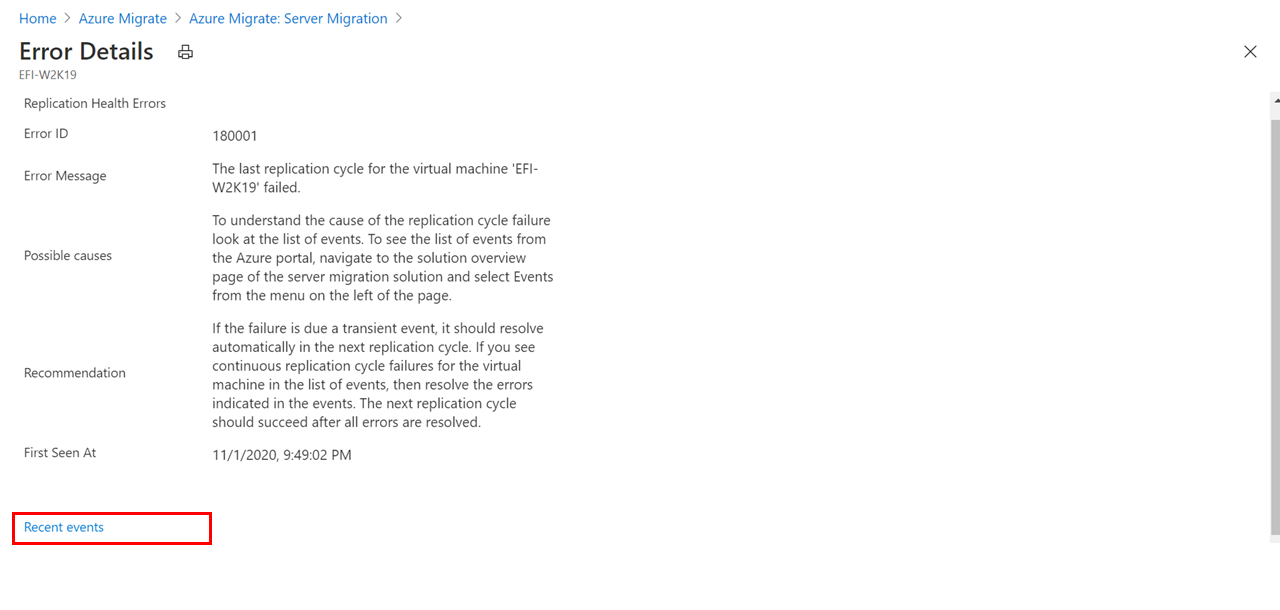 Home > Azure Migrate > Azure Migrate: Server Migration >
Error Details
EFI-W2K19
Replication Health Errors
Error ID
180001
Error Message
The last replication cycle for the virtual machine 'EFI-
W2K19' failed.
Possible causes
To understand the cause of the replication cycle failure
look at the list of events. To see the list of events from
the Azure portal, navigate to the solution overview
page of the server migration solution and select Events
from the menu on the left of the page.
Recommendation
If the failure is due a transient event, it should resolve
automatically in the next replication cycle. If you see
continuous replication cycle failures for the virtual
machine in the list of events, then resolve the errors
indicated in the events. The next replication cycle
should succeed after all errors are resolved.
First Seen At
11/1/2020, 9:49:02 PM
Recent events